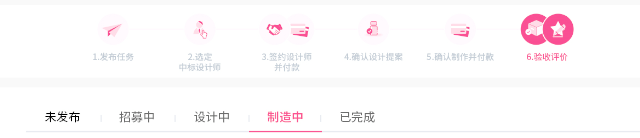 1.发布任务
2.选定
中标设计师
3.签约设计师
并付款
4.确认设计提案
5.确认制作并付款
6.验收评价
未发布
招募中
设计中
制造中
已完成